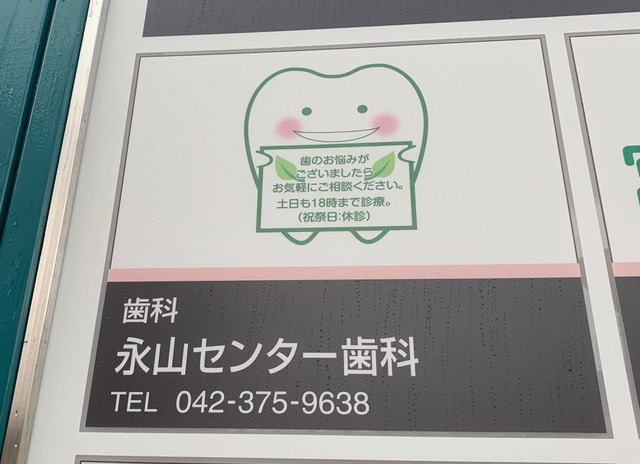 歯のお悩みが
ございましたら
お気軽にご相談ください。
土日も18時まで診療。
(祝祭日:休診)
歯科
永山センター歯科
TEL 042-375-9638